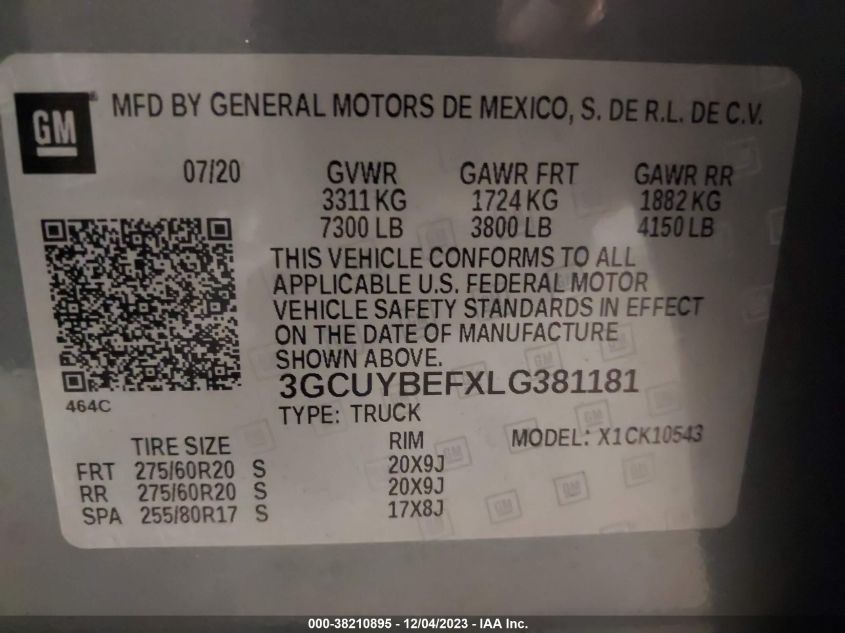 GM MFD BY GENERAL MOTORS DE MEXICO, S. DE R.L. DE C.V.
07/20 GVWR GAWR FRT GAWR RR
3311 KG 1724 KG 1882 KG
7300 LB 3800 LB 4150 LB
THIS VEHICLE CONFORMS TO ALL
APPLICABLE U.S. FEDERAL MOTOR
VEHICLE SAFETY STANDARDS IN EFFECT
ON THE DATE OF MANUFACTURE
SHOWN ABOVE.
3GCUYBEFXLG381181
464C
TYPE: TRUCK
TIRE SIZE RIM MODEL: X1CK10543
FRT 275/60R20 S 20X9J
RR 275/60R20 S 20X9J
SPA 255/80R17 S 17X8J
000-38210895 - 12/04/2023 - IAA Inc.